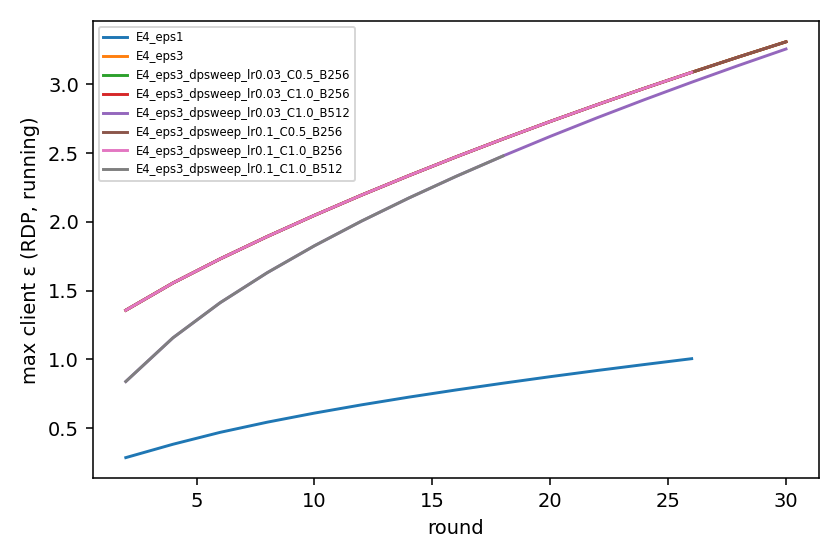 E4_eps1
E4_eps3
E4_eps3_dpsweep_lr0.03_C0.5_B256
E4_eps3_dpsweep_lr0.03_C1.0_B256
E4_eps3_dpsweep_lr0.03_C1.0_B512
E4_eps3_dpsweep_lr0.1_C0.5_B256
E4_eps3_dpsweep_lr0.1_C1.0_B256
E4_eps3_dpsweep_lr0.1_C1.0_B512
max client ε (RDP, running)
3.0
2.5
2.0
1.5
1.0
0.5
5 10 15 20 25 30
round